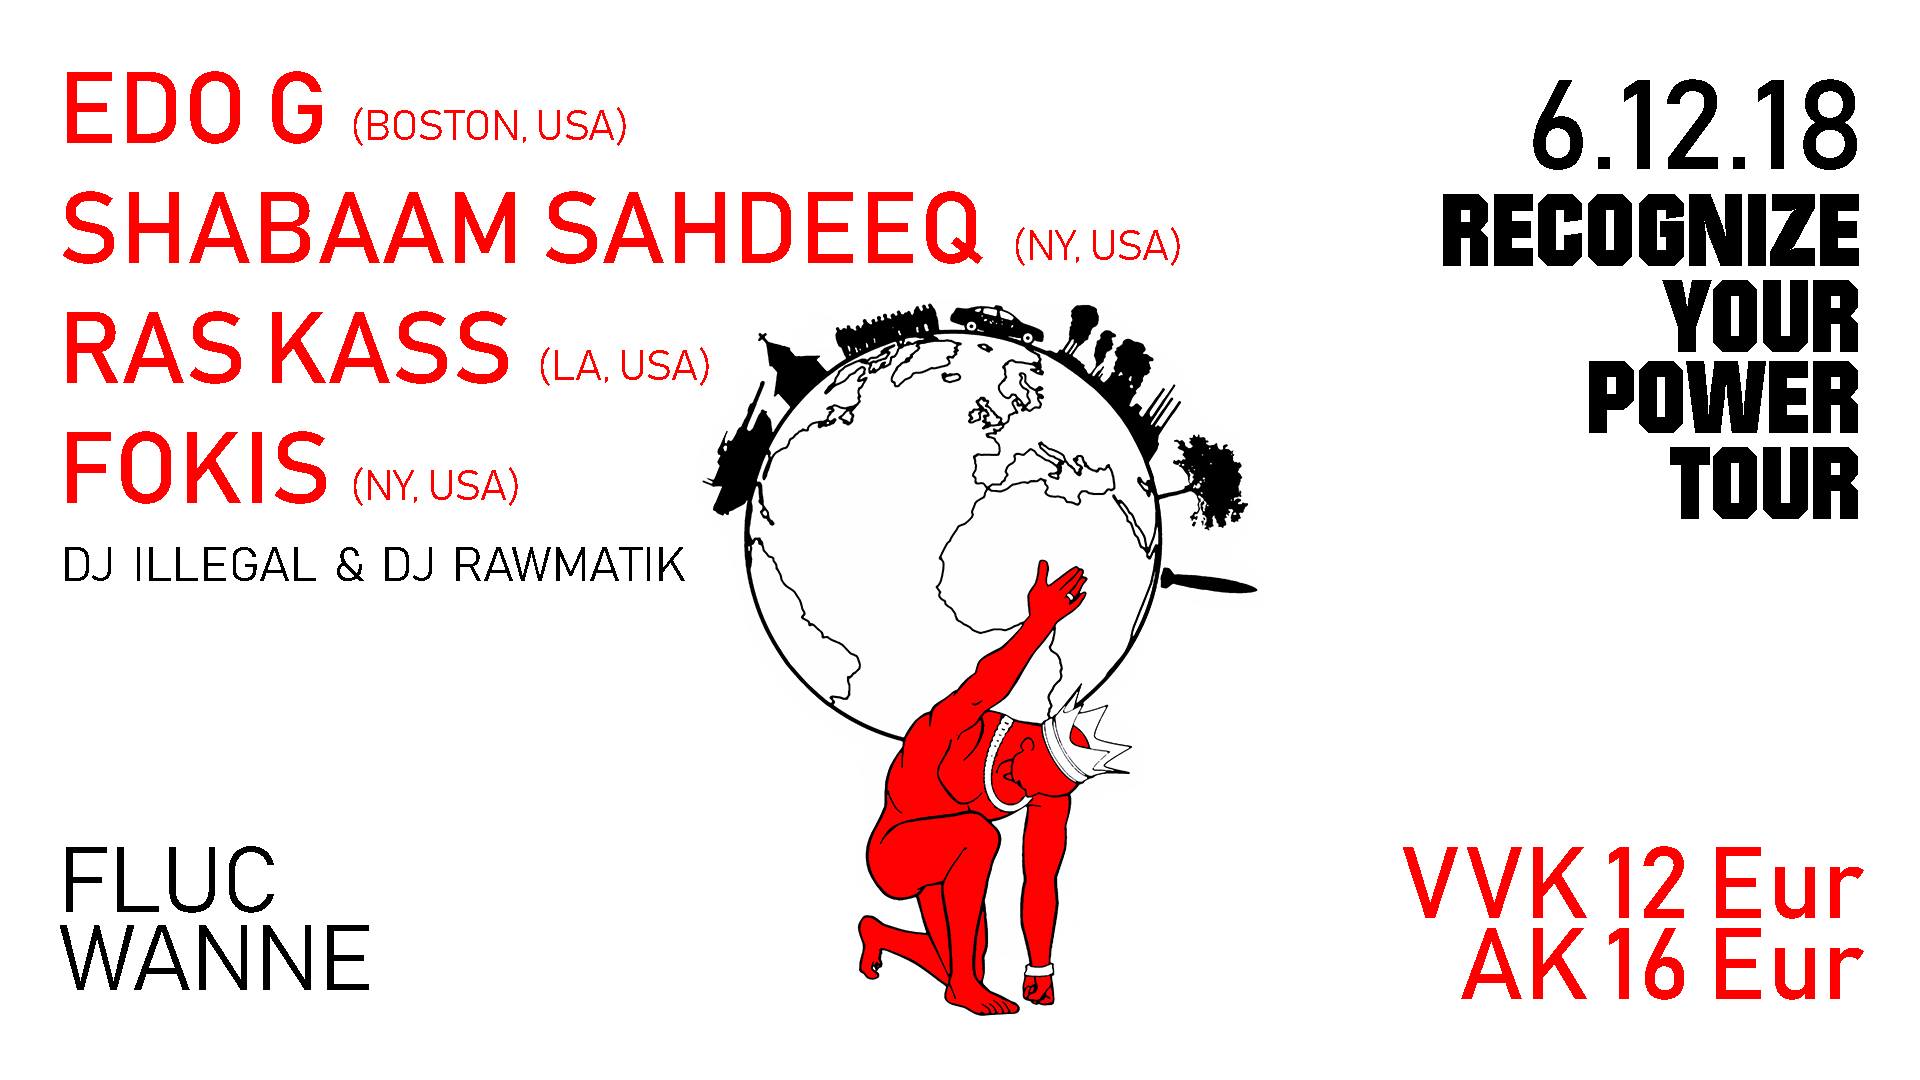 EDO G (BOSTON, USA)
SHABAAM SAHDEEQ (NY, USA)
RAS KASS (LA, USA)
FOKIS (NY, USA)
DJ ILLEGAL & DJ RAWMATIK
6.12.18
RECOGNIZE
YOUR
POWER
TOUR
FLUC
WANNE
VVK 12 Eur
AK 16 Eur